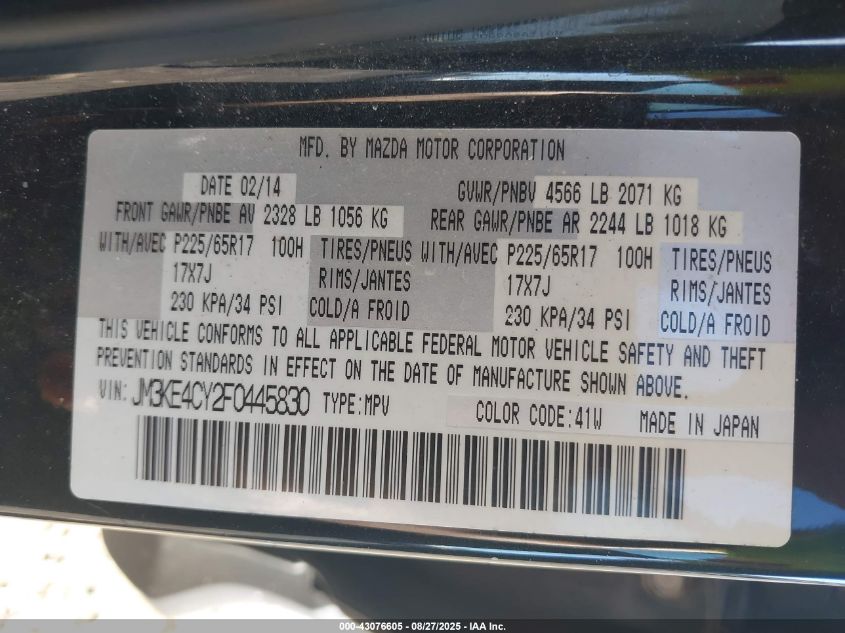 MFD. BY MAZDA MOTOR CORPORATION
DATE 02/14 GVWR/PNBV 4566 LB 2071 KG
FRONT GAWR/PNBE AV 2328 LB 1056 KG REAR GAWR/PNBE AR 2244 LB 1018 KG
WITH/AVEC P225/65R17 100H TIRES/PNEUS WITH/AVEC P225/65R17 100H TIRES/PNEUS
17X7J RIMS/JANTES 17X7J RIMS/JANTES
230 KPA/34 PSI COLD/A FROID 230 KPA/34 PSI COLD/A FROID
THIS VEHICLE CONFORMS TO ALL APPLICABLE FEDERAL MOTOR VEHICLE SAFETY AND THEFT
PREVENTION STANDARDS IN EFFECT ON THE DATE OF MANUFACTURE SHOWN ABOVE.
VIN: JM3KE4CY2F0445830 TYPE:MPV COLOR CODE:41W MADE IN JAPAN
000-43076605 - 08/27/2025 - IAA Inc.